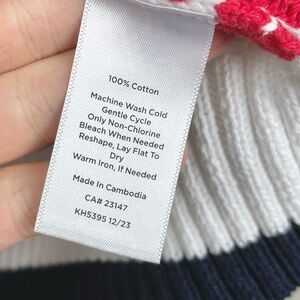 100% Cotton
Machine Wash Cold
Gentle Cycle
Only Non-Chlorine
Bleach When Needed
Reshape, Lay Flat To
Dry
Warm Iron, If Needed
Made In Cambodia
CA# 23147
KH5395 12/23